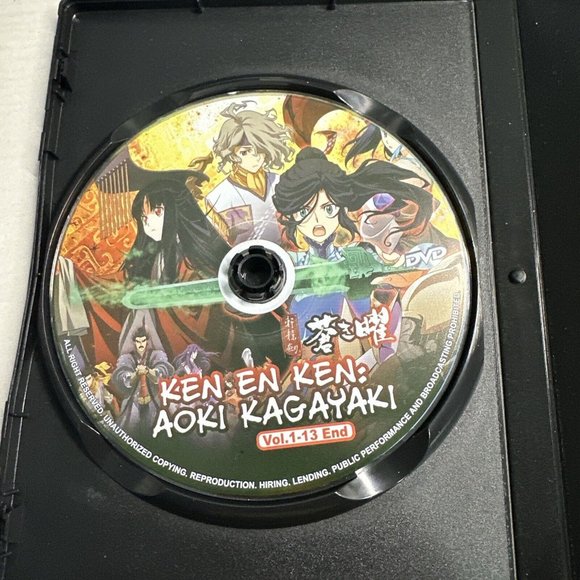 DVD
軒轅劍
蒼き曜
KEN EN KEN:
AOKI KAGAYAKI
Vol.1-13 End
ALL RIGHT RESERVED. UNAUTHORIZED COPYING. REPRODUCTION. HIRING. LENDING. PUBLIC PERFORMANCE AND BROADCASTING PROHIBITED.